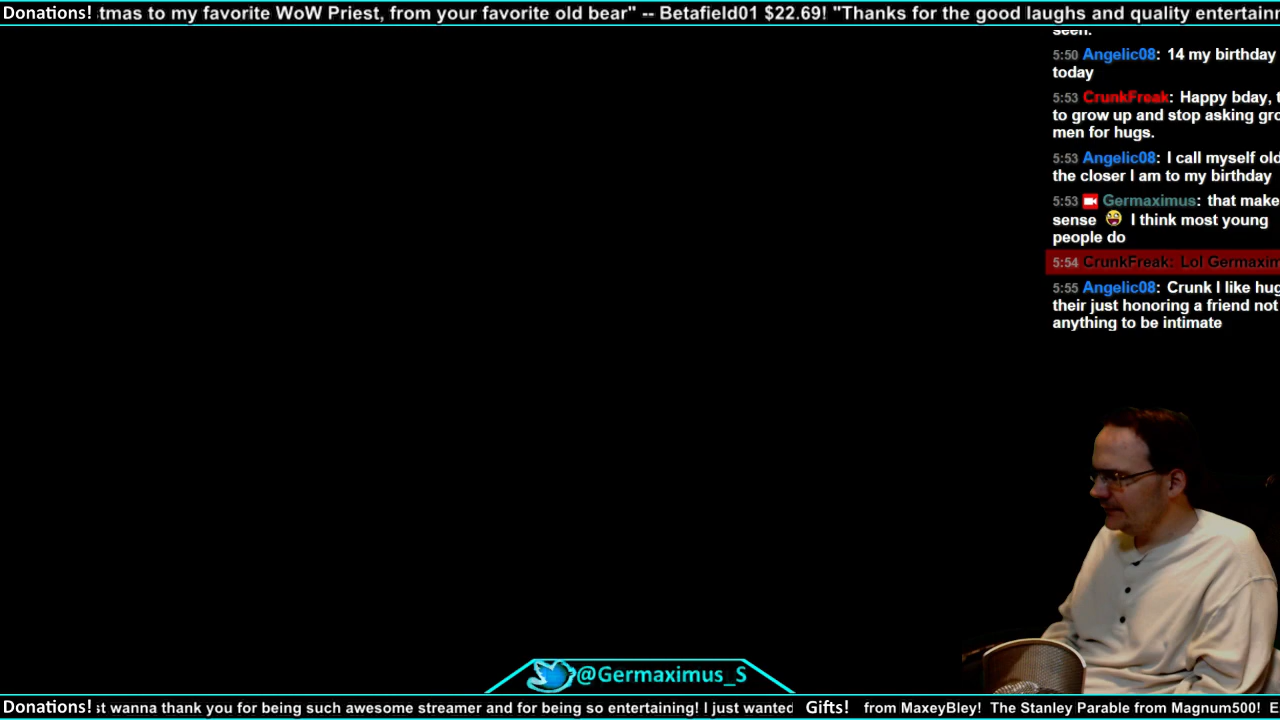 Donations! tmas to my favorite WoW Priest, from your favorite old bear" -- Betafield01 $22.69! "Thanks for the good laughs and quality entertainm
seen.
5:50 Angelic08: 14 my birthday
today
5:53 CrunkFreak: Happy bday, t
to grow up and stop asking gro
men for hugs.
5:53 Angelic08: I call myself old
the closer I am to my birthday
5:53 Germaximus: that make
sense I think most young
people do
5:54 CrunkFreak: Lol Germaxim
5:55 Angelic08: Crunk I like hug
their just honoring a friend not
anything to be intimate
@Germaximus_S
Donations! st wanna thank you for being such awesome streamer and for being so entertaining! I just wanted Gifts! from MaxeyBley! The Stanley Parable from Magnum500! E